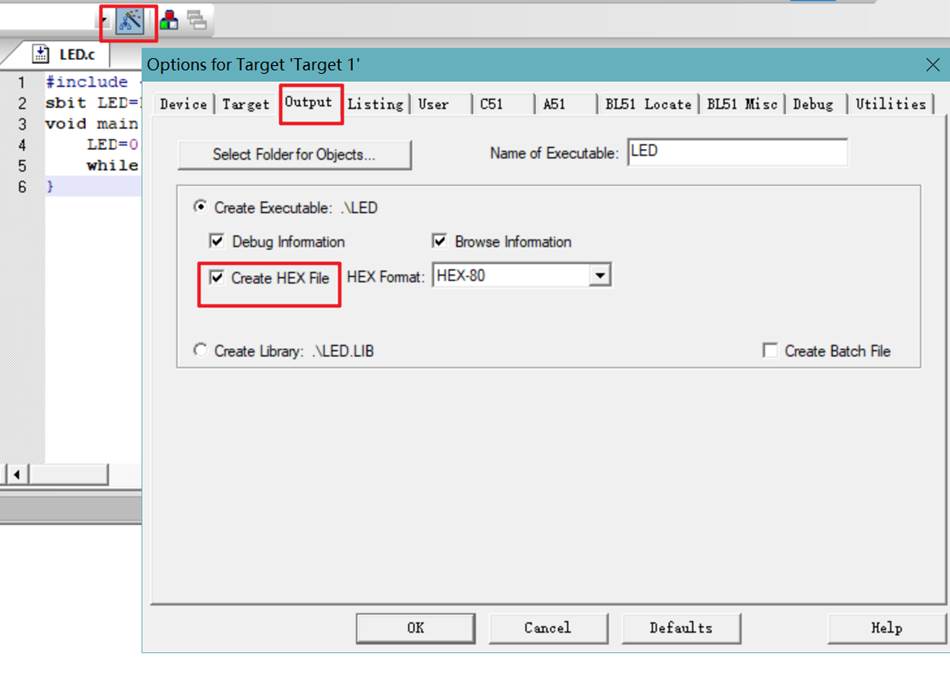 LED.c
Options for Target 'Target 1'
1 #include
2 sbit LED=
3 void main
4 LED=0
5 while
6 }
Device Target Output Listing User C51 A51 BL51 Locate BL51 Misc Debug Utilities
Select Folder for Objects... Name of Executable: LED
Create Executable: .\LED
Debug Information Browse Information
Create HEX File HEX Format: HEX-80
Create Library: .\LED.LIB Create Batch File
OK Cancel Defaults Help